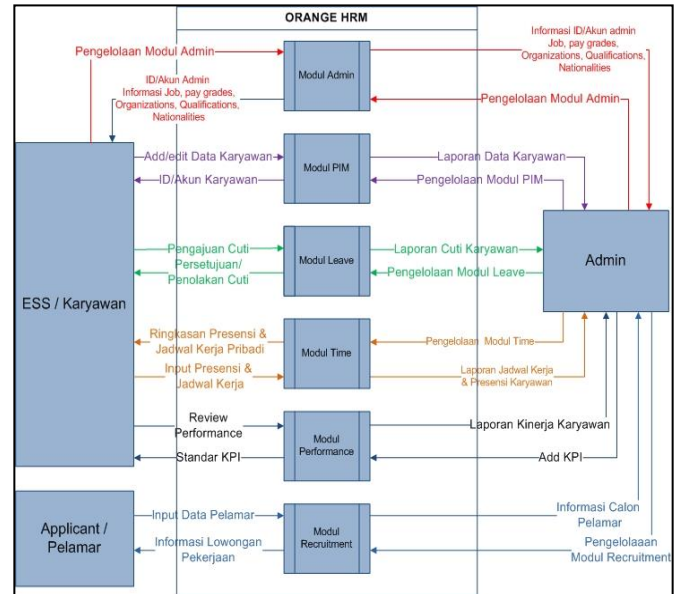 ORANGE HRM
Pengelolaan Modul Admin
Modul Admin
Informasi ID/Akun admin
Job, pay grades,
Organizations, Qualifications,
Nationalities
ID/Akun Admin
Informasi Job, pay grades,
Organizations, Qualifications,
Nationalities
Pengelolaan Modul Admin
Add/edit Data Karyawan
ID/Akun Karyawan
Modul PIM
Laporan Data Karyawan
Pengelolaan Modul PIM
Pengajuan Cuti
Persetujuan/
Penolakan Cuti
Modul Leave
Laporan Cuti Karyawan
Pengelolaan Modul Leave
ESS / Karyawan
Admin
Ringkasan Presensi &
Jadwal Kerja Pribadi
Input Presensi &
Jadwal Kerja
Modul Time
Pengelolaan Modul Time
Laporan Jadwal Kerja
& Presensi Karyawan
Review
Performance
Standar KPI
Modul
Performance
Laporan Kinerja Karyawan
Add KPI
Applicant /
Pelamar
Input Data Pelamar
Informasi Lowongan
Pekerjaan
Modul
Recruitment
Informasi Calon
Pelamar
Pengelolaaan
Modul Recruitment